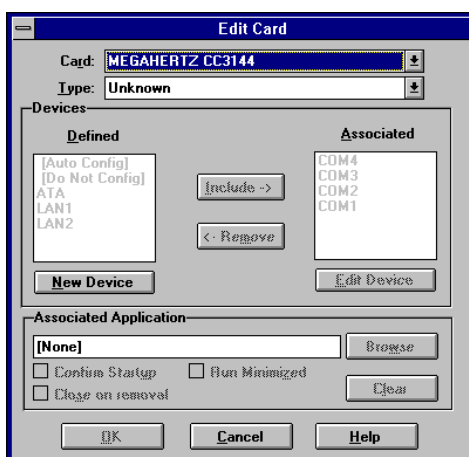 Edit Card
Card: MEGAHERTZ CC3144
Type: Unknown
Devices
Defined
Associated
[Auto Config]
[Do Not Config]
ATA
LAN1
LAN2
Include ->
<- Remove
COM4
COM3
COM2
COM1
New Device
Edit Device
Associated Application
[None]
Browse
Confirm Startup
Run Minimized
Close on removal
Clear
OK
Cancel
Help